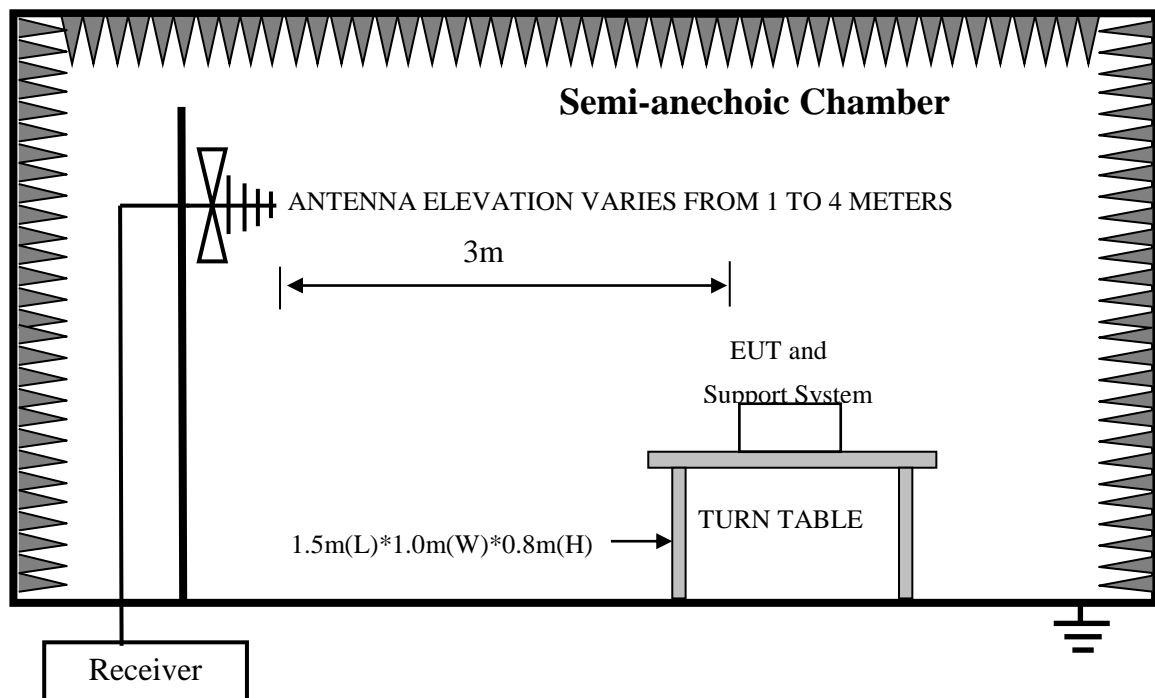 Semi-anechoic Chamber
ANTENNA ELEVATION VARIES FROM 1 TO 4 METERS
3m
EUT and
Support System
TURN TABLE
1.5m(L)*1.0m(W)*0.8m(H)
Receiver